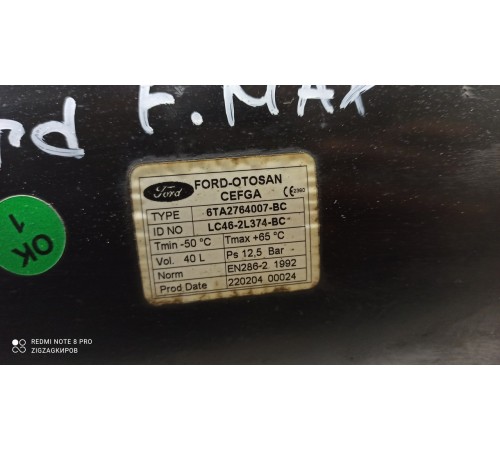 rd F. MAX
OK
1
Ford
FORD-OTOSAN
CEFGA
CE 2360
TYPE 6TA2764007-BC
ID NO LC46-2L374-BC
Tmin -50 °C Tmax +65 °C
Vol. 40 L Ps 12,5 Bar
Norm EN286-2 1992
Prod Date 220204 00024
REDMI NOTE 8 PRO
ZIGZAGКИРОВ